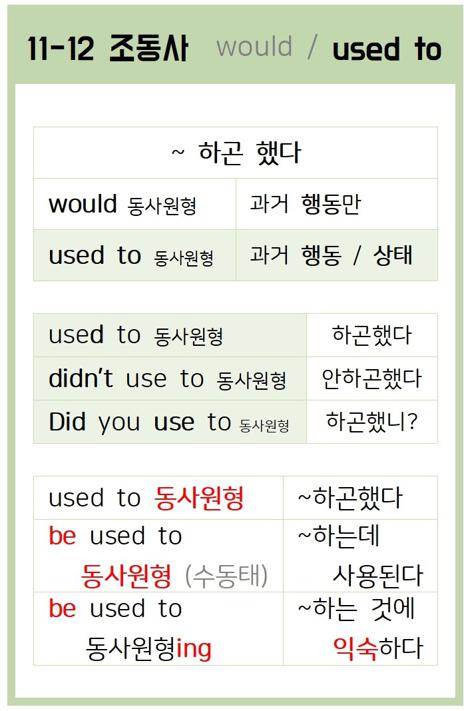 11-12 조동사 would / used to
~ 하곤 했다
would 동사원형 과거 행동만
used to 동사원형 과거 행동 / 상태
used to 동사원형 하곤했다
didn't use to 동사원형 안하곤했다
Did you use to 동사원형 하곤했니?
used to 동사원형 ~하곤했다
be used to ~하는데
동사원형 (수동태) 사용된다
be used to ~하는 것에
동사원형ing 익숙하다